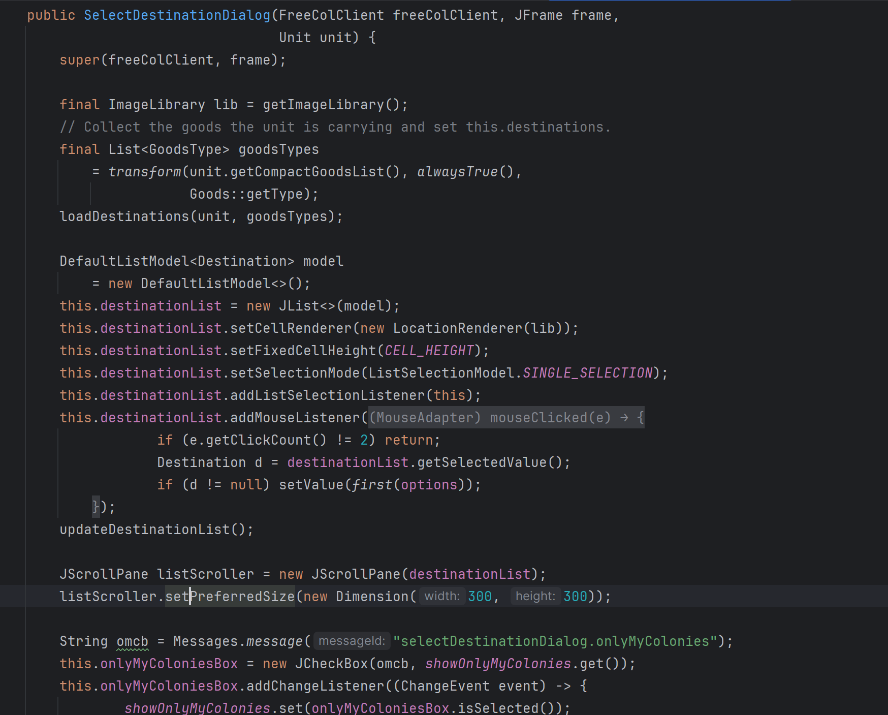 public SelectDestinationDialog(FreeColClient freeColClient, JFrame frame,
Unit unit) {
super(freeColClient, frame);
final ImageLibrary lib = getImageLibrary();
// Collect the goods the unit is carrying and set this.destinations.
final List<GoodsType> goodsTypes
= transform(unit.getCompactGoodsList(), alwaysTrue(),
Goods::getType);
loadDestinations(unit, goodsTypes);
DefaultListModel<Destination> model
= new DefaultListModel<>();
this.destinationList = new JList<>(model);
this.destinationList.setCellRenderer(new LocationRenderer(lib));
this.destinationList.setFixedCellHeight(CELL_HEIGHT);
this.destinationList.setSelectionMode(ListSelectionModel.SINGLE_SELECTION);
this.destinationList.addListSelectionListener(this);
this.destinationList.addMouseListener((MouseAdapter) mouseClicked(e) → {
if (e.getClickCount() != 2) return;
Destination d = destinationList.getSelectedValue();
if (d != null) setValue(first(options));
});
updateDestinationList();
JScrollPane listScroller = new JScrollPane(destinationList);
listScroller.setPreferredSize(new Dimension( width: 300, height: 300));
String omcb = Messages.message( messageId: "selectDestinationDialog.onlyMyColonies");
this.onlyMyColoniesBox = new JCheckBox(omcb, showOnlyMyColonies.get());
this.onlyMyColoniesBox.addChangeListener((ChangeEvent event) -> {
showOnlyMyColonies.set(onlyMyColoniesBox.isSelected());